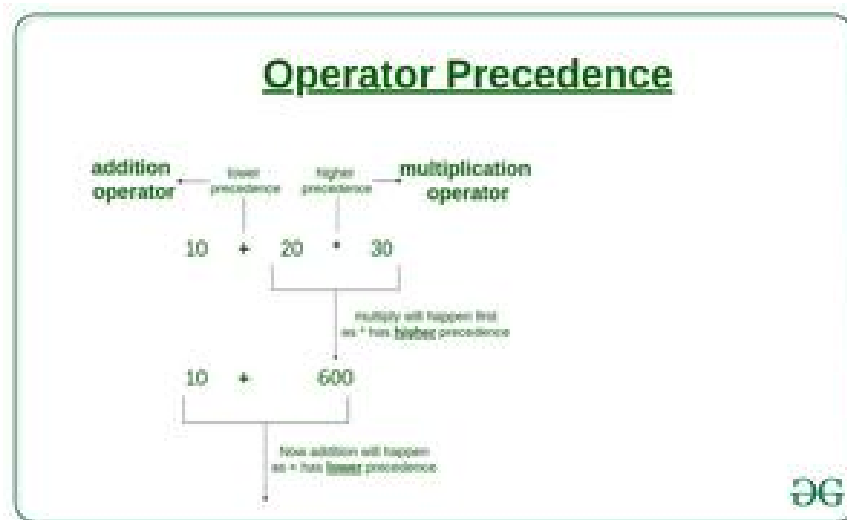 Operator Precedence
addition
operator
lower
precedence
higher
precedence
multiplication
operator
10 + 20 * 30
multiply will happen first
as * has higher precedence
10 + 600
Now addition will happen
as + has lower precedence
GG